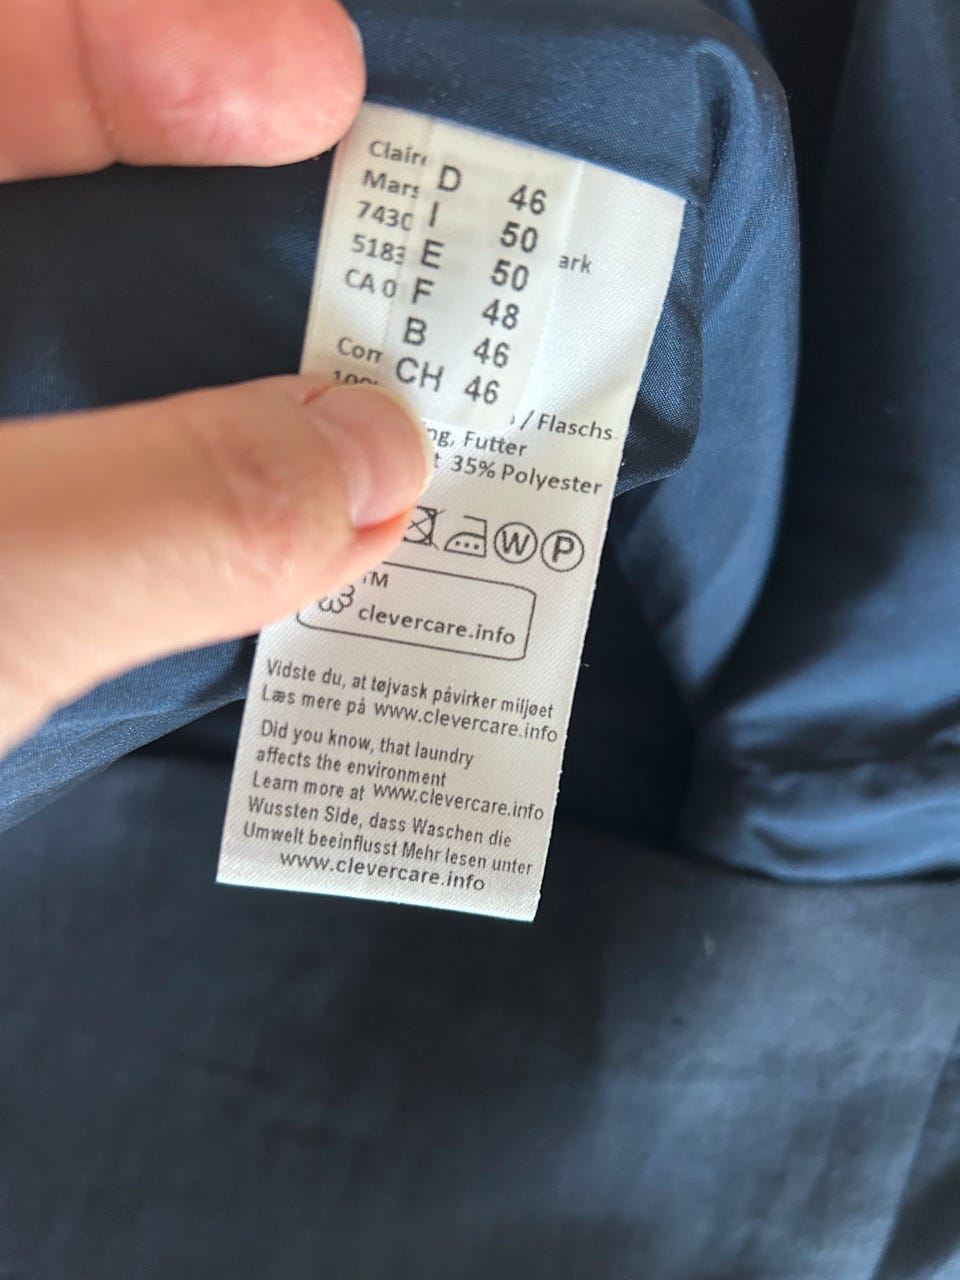 D 46
I 50
E 50
F 48
B 46
CH 46
CA 0
/ Flaschs
Futter
35% Polyester
W P
TM
clevercare.info
Vidste du, at tøjvask påvirker miljøet
Læs mere på www.clevercare.info
Did you know, that laundry
affects the environment
Learn more at www.clevercare.info
Wussten Side, dass Waschen die
Umwelt beeinflusst Mehr lesen unter
www.clevercare.info